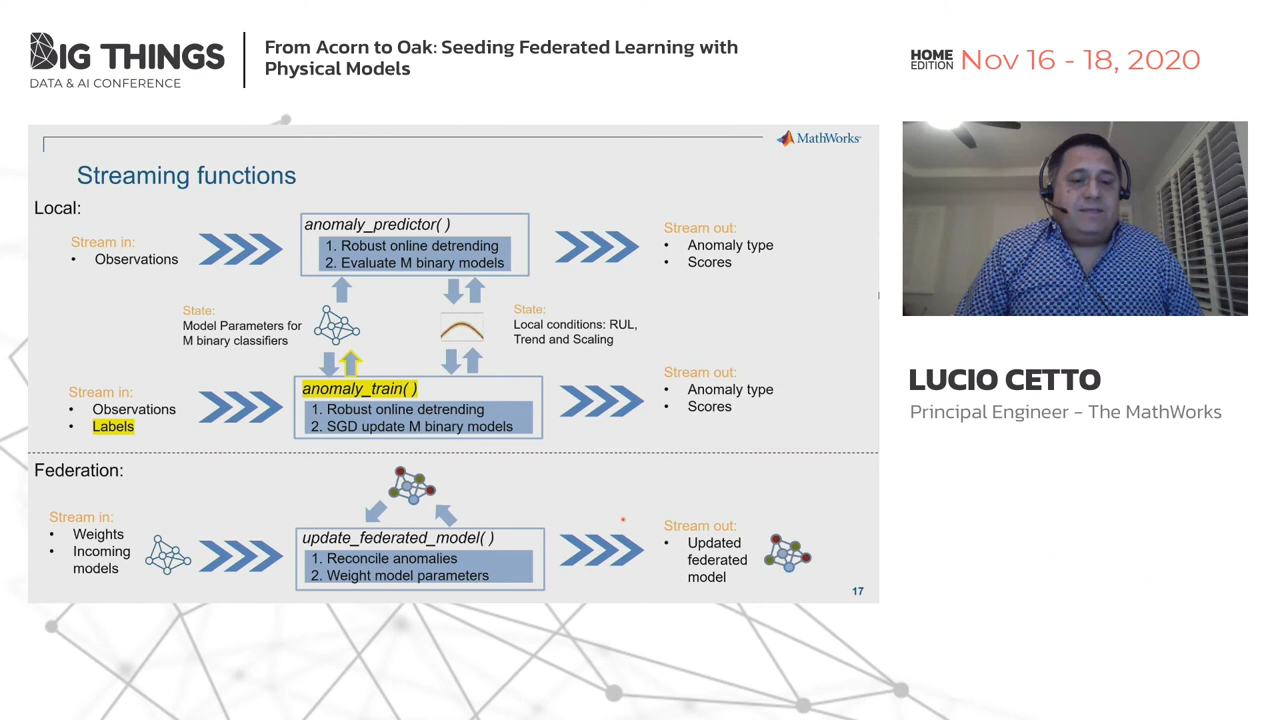 BIG THINGS
DATA & AI CONFERENCE
From Acorn to Oak: Seeding Federated Learning with
Physical Models
HOME
EDITION
Nov 16 - 18, 2020
MathWorks
Streaming functions
Local:
Stream in:
• Observations
anomaly_predictor( )
1. Robust online detrending
2. Evaluate M binary models
Stream out:
• Anomaly type
• Scores
State:
Model Parameters for
M binary classifiers
State:
Local conditions: RUL,
Trend and Scaling
Stream in:
• Observations
• Labels
anomaly_train( )
1. Robust online detrending
2. SGD update M binary models
Stream out:
• Anomaly type
• Scores
Federation:
Stream in:
• Weights
• Incoming
models
update_federated_model( )
1. Reconcile anomalies
2. Weight model parameters
Stream out:
• Updated
federated
model
17
LUCIO CETTO
Principal Engineer - The MathWorks